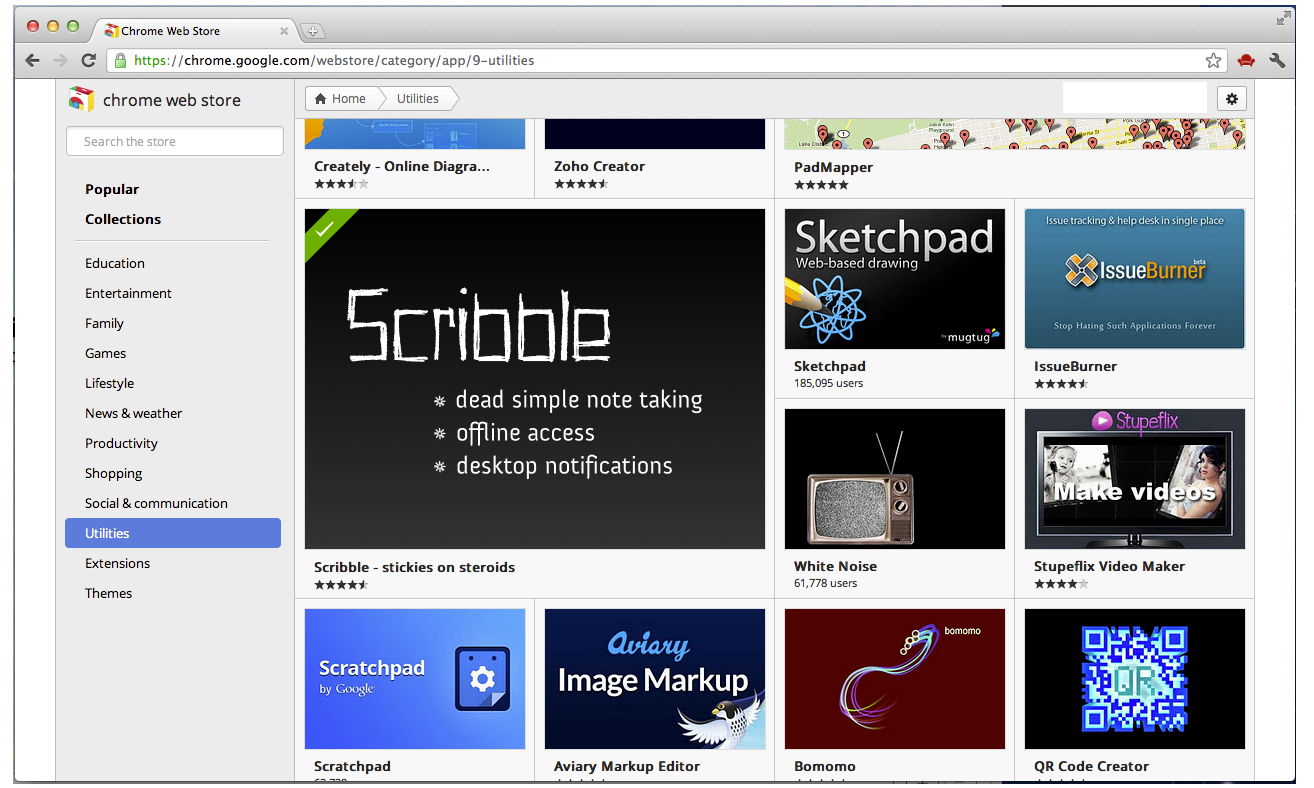 Chrome Web Store
https://chrome.google.com/webstore/category/app/9-utilities
chrome web store
Home
Utilities
Search the store
Popular
Collections
Education
Entertainment
Family
Games
Lifestyle
News & weather
Productivity
Shopping
Social & communication
Utilities
Extensions
Themes
Creately - Online Diagra...
Zoho Creator
PadMapper
Scribble
dead simple note taking
offline access
desktop notifications
Scribble - stickies on steroids
Sketchpad
Web-based drawing
by mugtug
Sketchpad
185,095 users
Issue tracking & help desk in single place
IssueBurner beta
Stop Hating Such Applications Forever
IssueBurner
White Noise
61,778 users
Stupeflix
Make videos
Stupeflix Video Maker
Scratchpad
by Google
Scratchpad
Aviary
Image Markup
Aviary Markup Editor
bomomo
Bomomo
QR
QR Code Creator